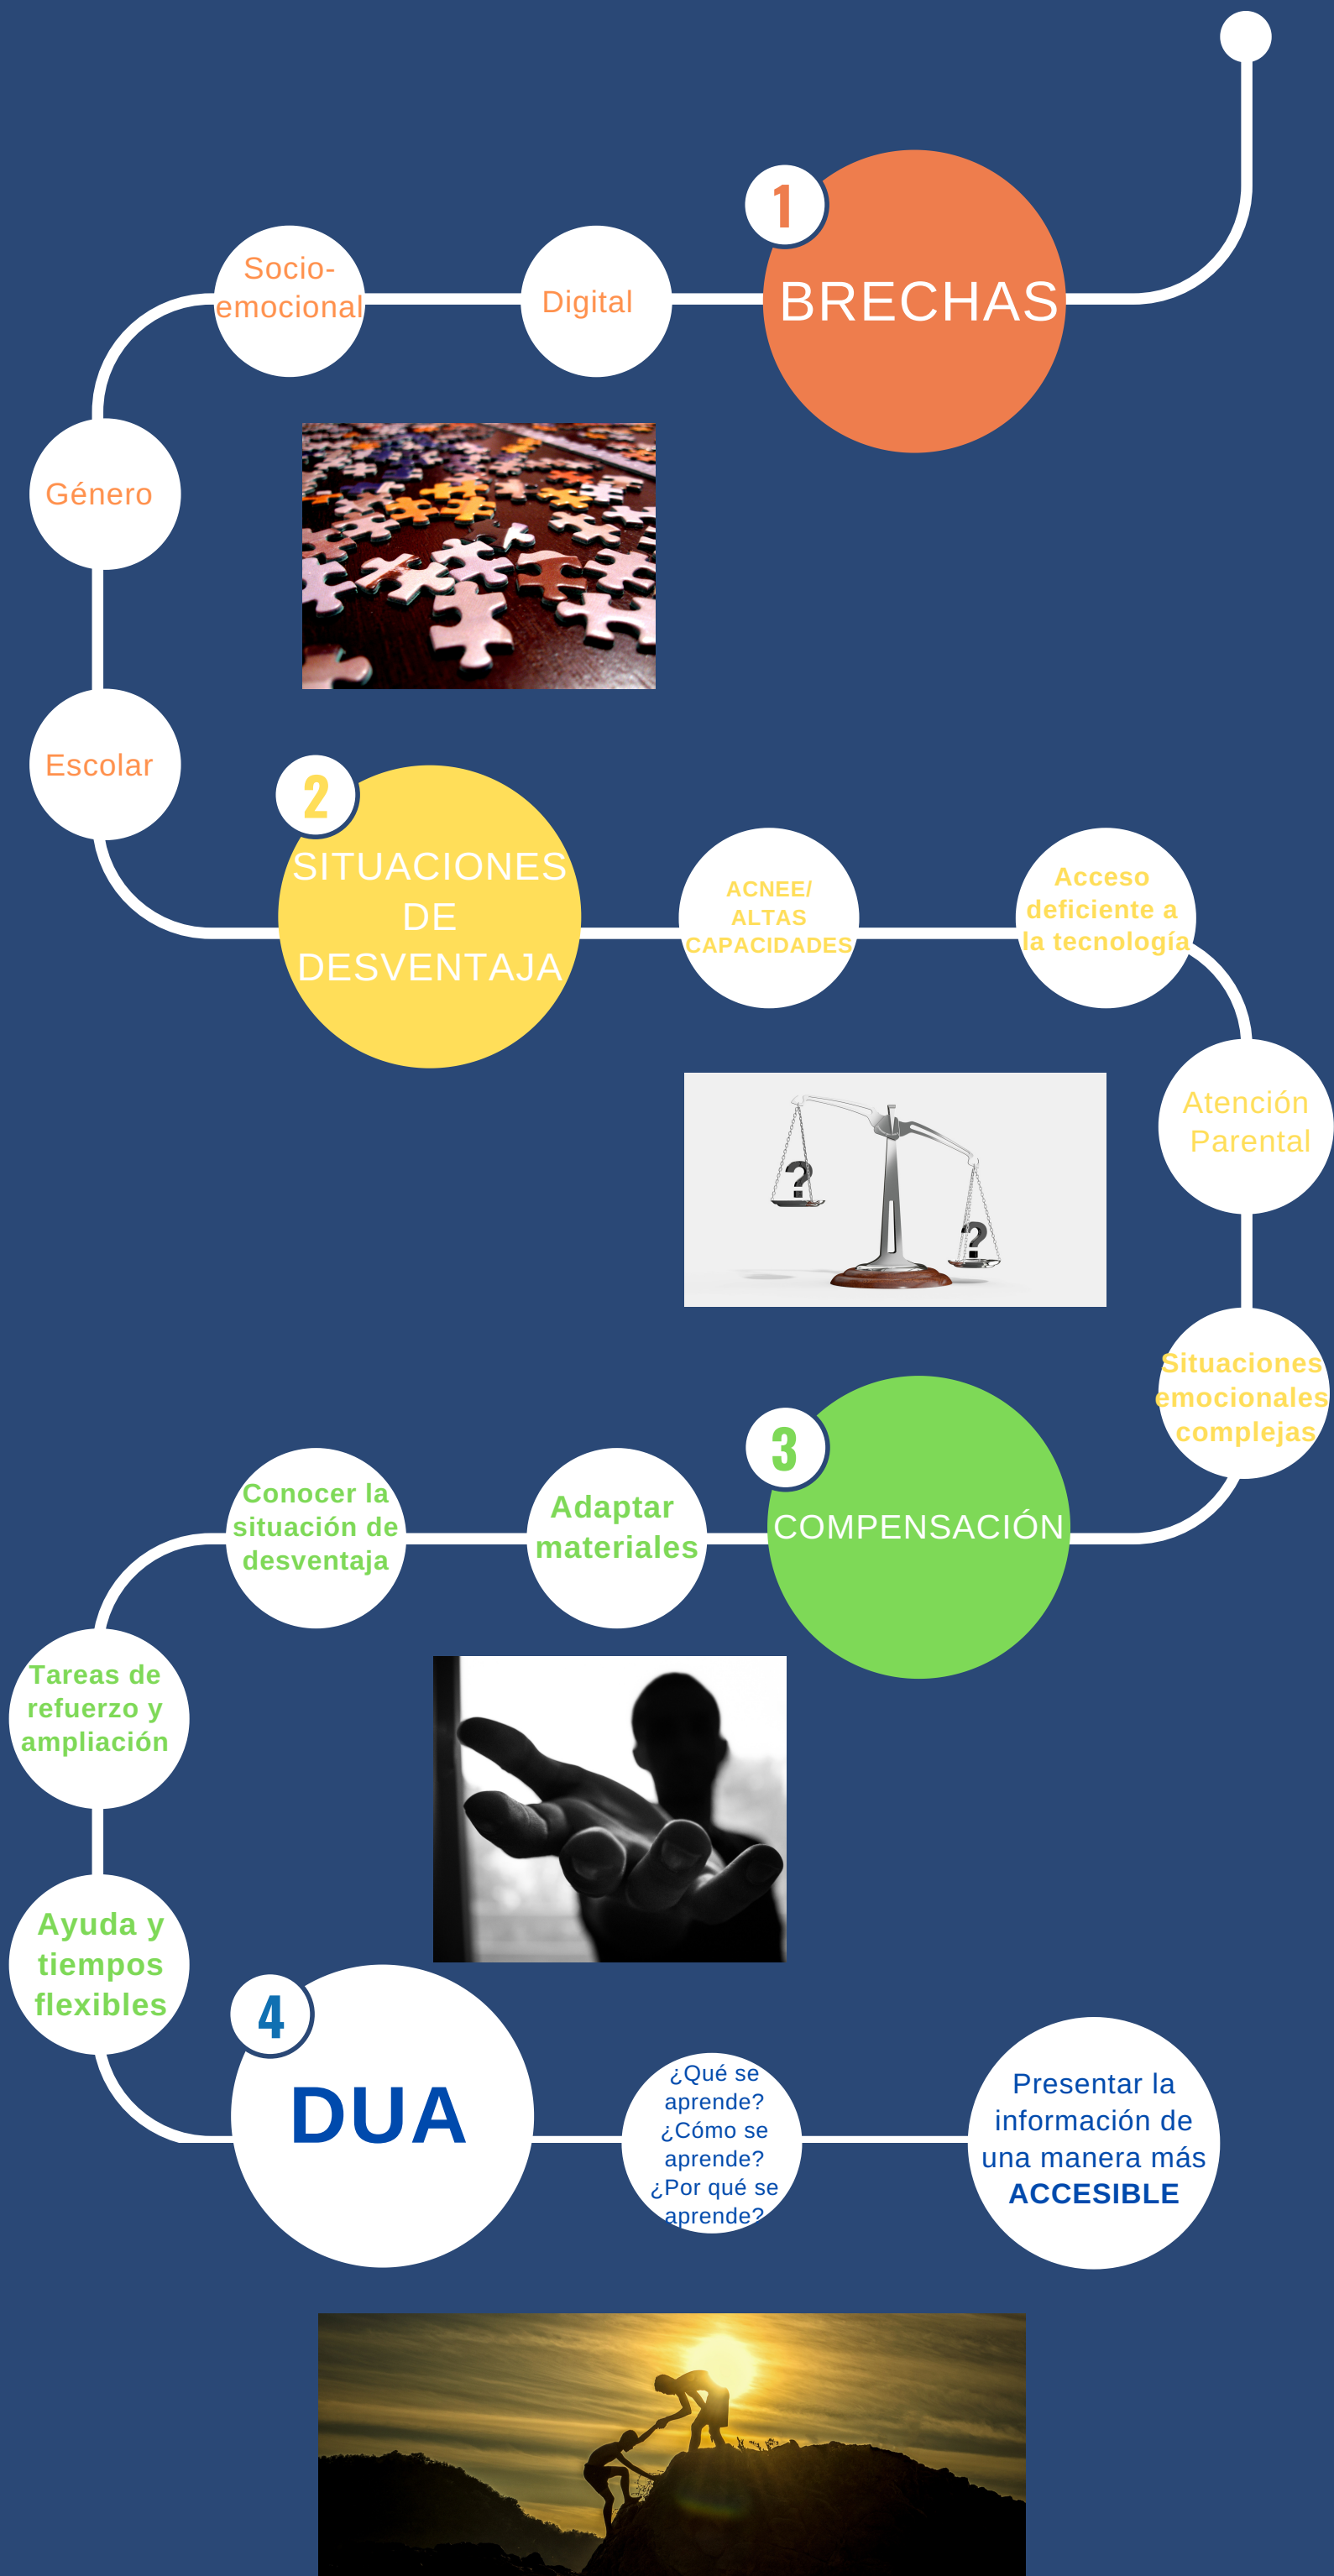 1
BRECHAS
Digital
Socio-
emocional
Género
Escolar
2
SITUACIONES
DE
DESVENTAJA
ACNEE/
ALTAS
CAPACIDADES
Acceso
deficiente a
la tecnología
Atención
Parental
? ?
Situaciones
emocionales
complejas
3
COMPENSACIÓN
Adaptar
materiales
Conocer la
situación de
desventaja
Tareas de
refuerzo y
ampliación
Ayuda y
tiempos
flexibles
4
DUA
¿Qué se
aprende?
¿Cómo se
aprende?
¿Por qué se
aprende?
Presentar la
información de
una manera más
ACCESIBLE